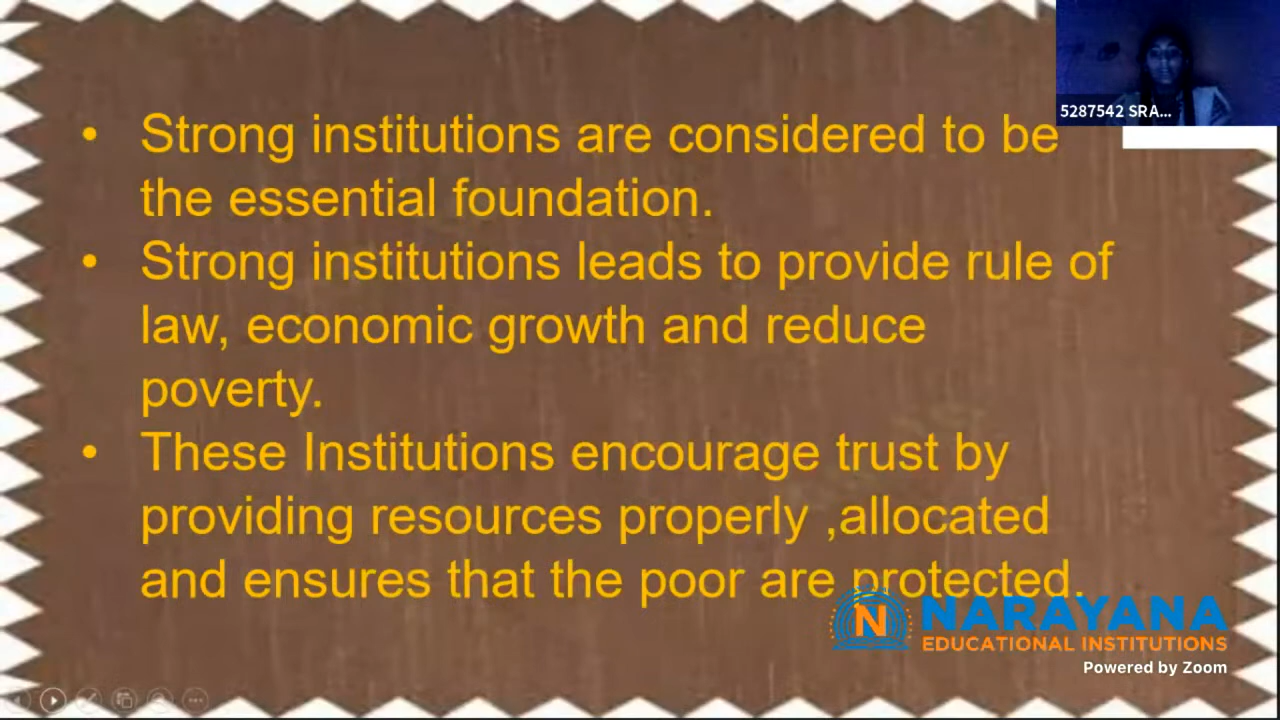 5287542 SRA...
• Strong institutions are considered to be
the essential foundation.
• Strong institutions leads to provide rule of
law, economic growth and reduce
poverty.
• These Institutions encourage trust by
providing resources properly ,allocated
and ensures that the poor are protected.
N NARAYANA
EDUCATIONAL INSTITUTIONS
Powered by Zoom